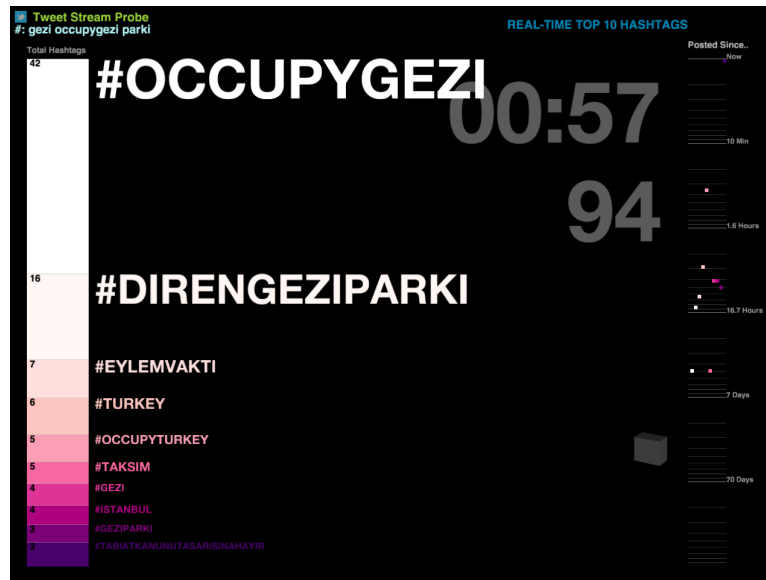 Tweet Stream Probe
#: gezi occupygezi parki
REAL-TIME TOP 10 HASHTAGS
Total Hashtags
Posted Since..
42
#OCCUPYGEZI
00:57
94
16
#DIRENGEZIPARKI
7
#EYLEMVAKTI
6
#TURKEY
5
#OCCUPYTURKEY
5
#TAKSIM
4
#GEZI
4
#ISTANBUL
3
#GEZIPARKI
2
#TABIATKANUNUTASARISINAHAYIR
Now
10 Min
1.6 Hours
16.7 Hours
7 Days
70 Days